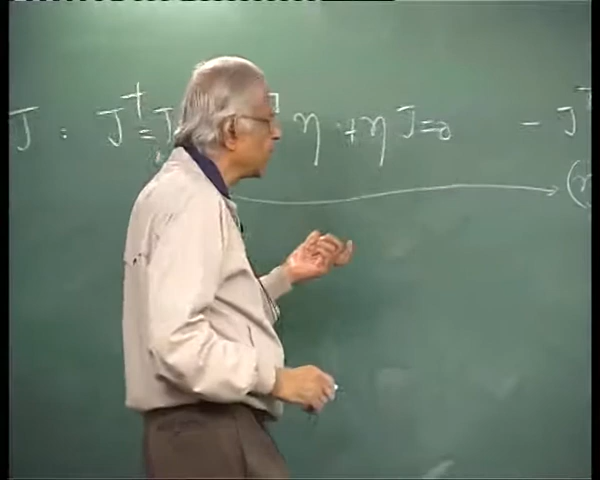 J : J† = J η + η J = 0 - J